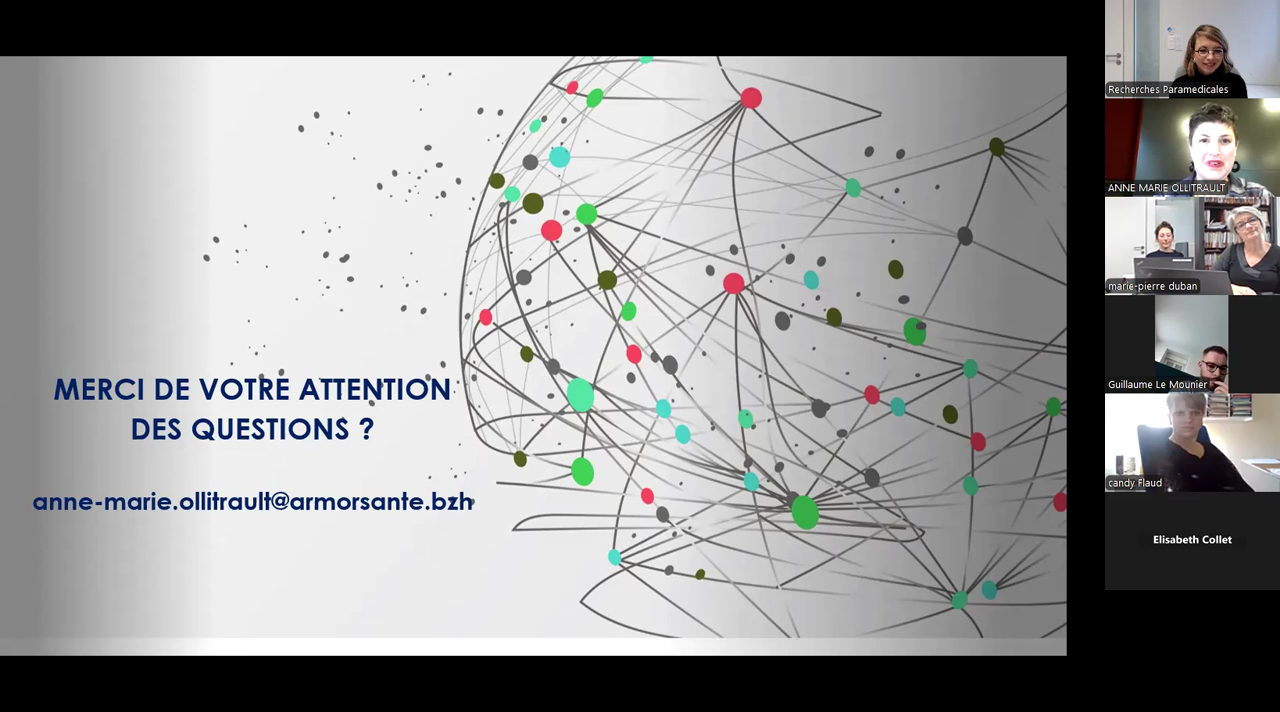 MERCI DE VOTRE ATTENTION
DES QUESTIONS ?
anne-marie.ollitrault@armorsante.bzh
Recherches Paramedicales
ANNE MARIE OLLITRAULT
marie-pierre duban
Guillaume Le Mounier
candy Flaud
Elisabeth Collet